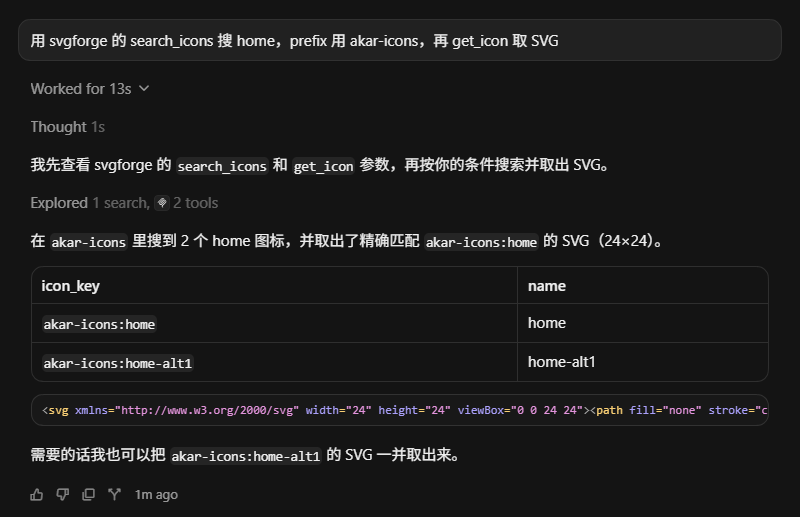 用 svgforge 的 search_icons 搜 home，prefix 用 akar-icons，再 get_icon 取 SVG
Worked for 13s
Thought 1s
我先查看 svgforge 的 search_icons 和 get_icon 参数，再按你的条件搜索并取出 SVG。
Explored 1 search, 2 tools
在 akar-icons 里搜到 2 个 home 图标，并取出了精确匹配 akar-icons:home 的 SVG（24×24）。
icon_key name
akar-icons:home home
akar-icons:home-alt1 home-alt1
<svg xmlns="http://www.w3.org/2000/svg" width="24" height="24" viewBox="0 0 24 24"><path fill="none" stroke="c
需要的话我也可以把 akar-icons:home-alt1 的 SVG 一并取出来。
1m ago